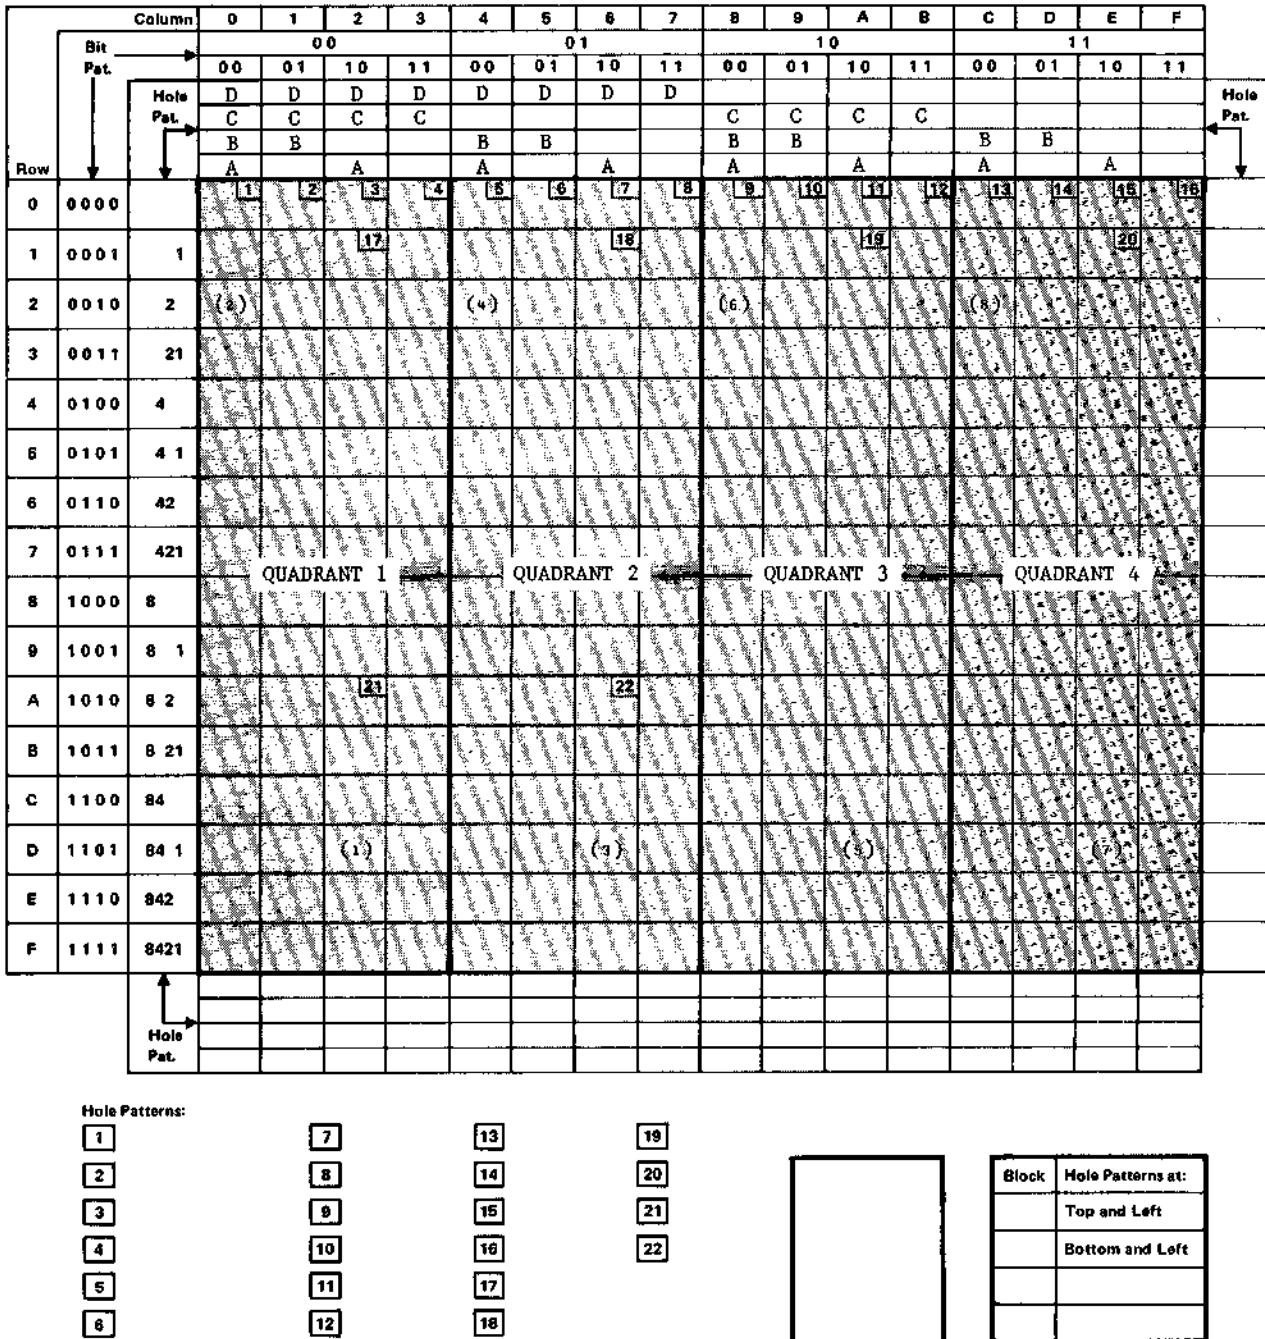 Column 0 1 2 3 4 5 6 7 8 9 A B C D E F
Bit Pat. 00 01 10 11
00 01 10 11 00 01 10 11 00 01 10 11 00 01 10 11
Hole Pat. D D D D D D D D Hole Pat.
C C C C C C C C
B B B B B B B B
Row A A A A A A A A
0 0000 1 2 3 4 5 6 7 8 9 10 11 12 13 14 15 16
1 0001 1 17 18 19 20
2 0010 2 (2) (4) (6) (8)
3 0011 21
4 0100 4
5 0101 4 1
6 0110 42
7 0111 421
QUADRANT 1 QUADRANT 2 QUADRANT 3 QUADRANT 4
8 1000 8
9 1001 8 1
A 1010 8 2 21 22
B 1011 8 21
C 1100 84
D 1101 84 1 (1) (3) (5) (7)
E 1110 842
F 1111 8421
Hole Pat.
Hole Patterns:
1 7 13 19
2 8 14 20 Block Hole Patterns at:
3 9 15 21 Top and Left
4 10 16 22 Bottom and Left
5 11 17
6 12 18